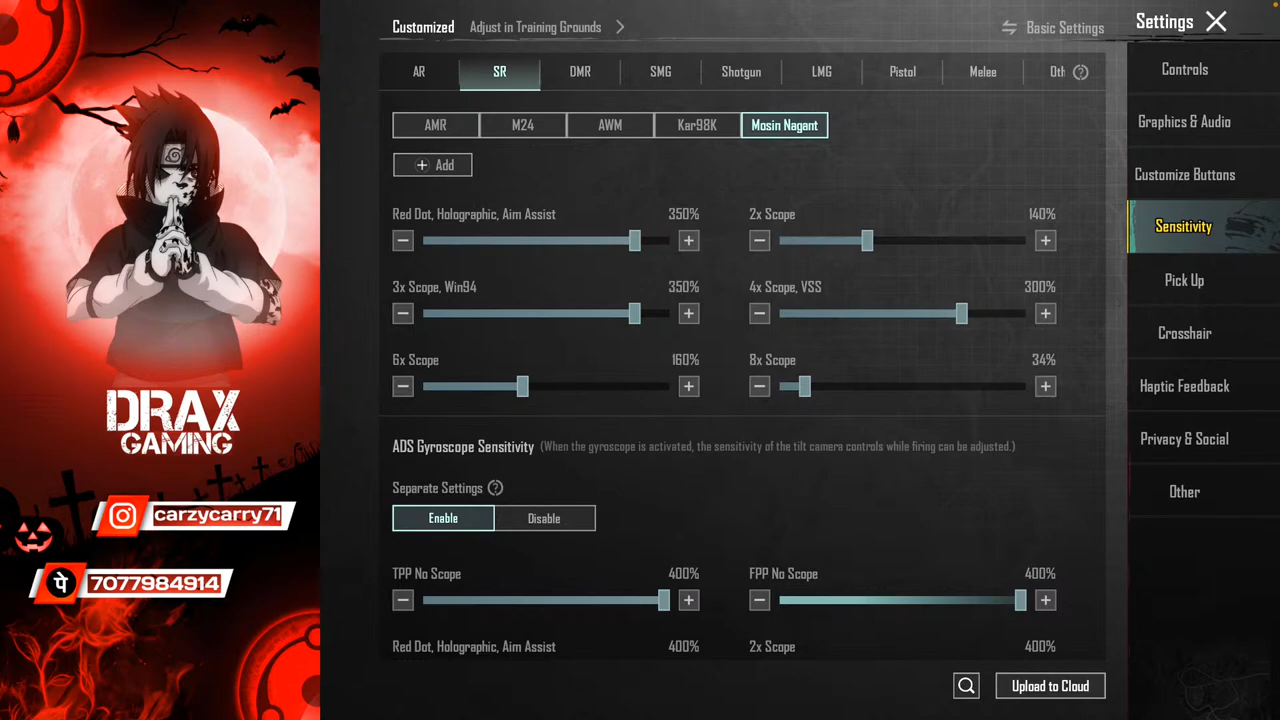 Customized
Adjust in Training Grounds
Basic Settings
Settings
AR
SR
DMR
SMG
Shotgun
LMG
Pistol
Melee
Oth
AMR
M24
AWM
Kar98K
Mosin Nagant
Add
Red Dot, Holographic, Aim Assist 350%
2x Scope 140%
3x Scope, Win94 350%
4x Scope, VSS 300%
6x Scope 160%
8x Scope 34%
ADS Gyroscope Sensitivity (When the gyroscope is activated, the sensitivity of the tilt camera controls while firing can be adjusted.)
Separate Settings
Enable
Disable
TPP No Scope 400%
FPP No Scope 400%
Red Dot, Holographic, Aim Assist 400%
2x Scope 400%
Upload to Cloud
Controls
Graphics & Audio
Customize Buttons
Sensitivity
Pick Up
Crosshair
Haptic Feedback
Privacy & Social
Other
DRAX
GAMING
carzycarry71
पे 7077984914